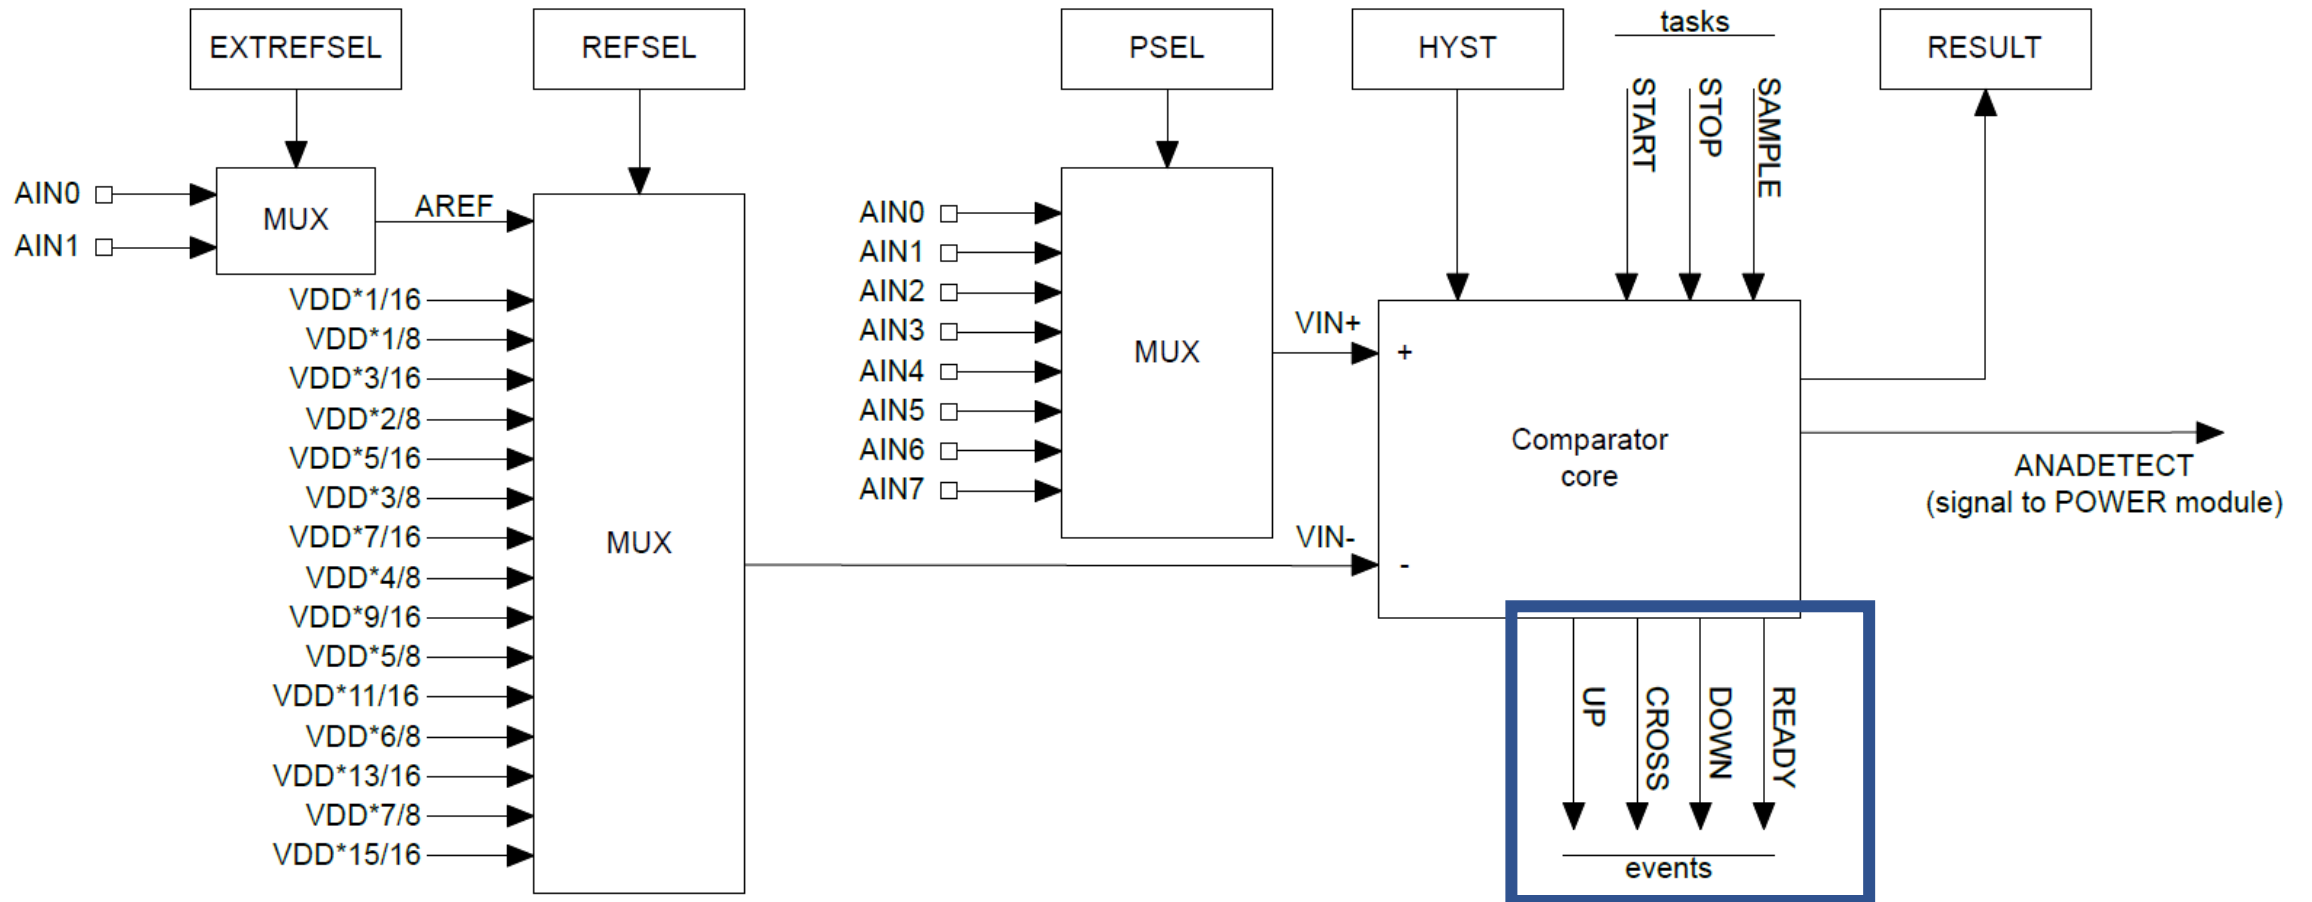 EXTREFSEL
REFSEL
PSEL
HYST
tasks
RESULT
START
STOP
SAMPLE
AIN0
AIN1
MUX
AREF
VDD*1/16
VDD*1/8
VDD*3/16
VDD*2/8
VDD*5/16
VDD*3/8
VDD*7/16
VDD*4/8
VDD*9/16
VDD*5/8
VDD*11/16
VDD*6/8
VDD*13/16
VDD*7/8
VDD*15/16
MUX
AIN0
AIN1
AIN2
AIN3
AIN4
AIN5
AIN6
AIN7
MUX
VIN+
VIN-
+
-
Comparator
core
ANADETECT
(signal to POWER module)
UP
CROSS
DOWN
READY
events